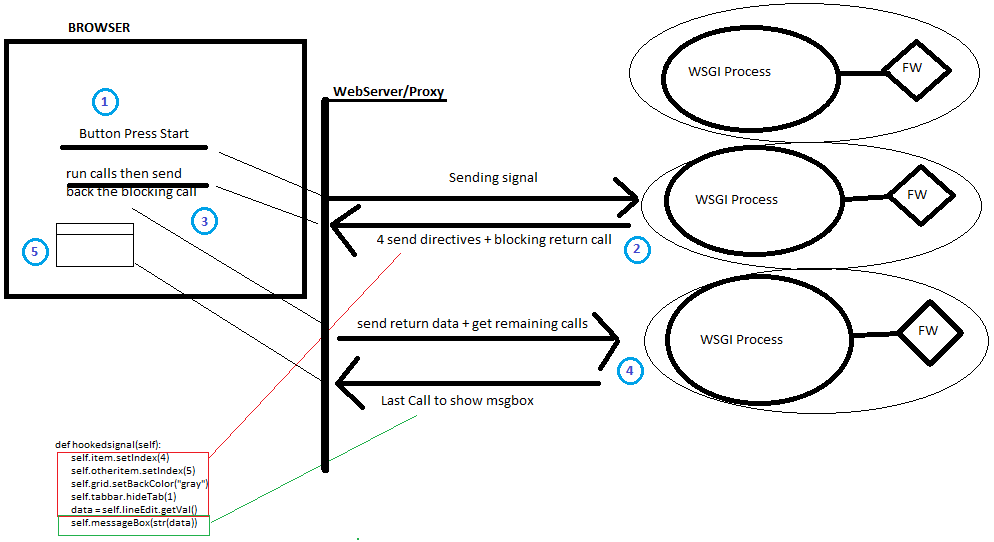 BROWSER
1
Button Press Start
run calls then send
back the blocking call
3
5
WebServer/Proxy
Sending signal
4 send directives + blocking return call
2
send return data + get remaining calls
4
Last Call to show msgbox
WSGI Process
FW
WSGI Process
FW
WSGI Process
FW
def hookedsignal(self):
self.item.setIndex(4)
self.otheritem.setIndex(5)
self.grid.setBackColor("gray")
self.tabbar.hideTab(1)
data = self.lineEdit.getVal()
self.messageBox(str(data))